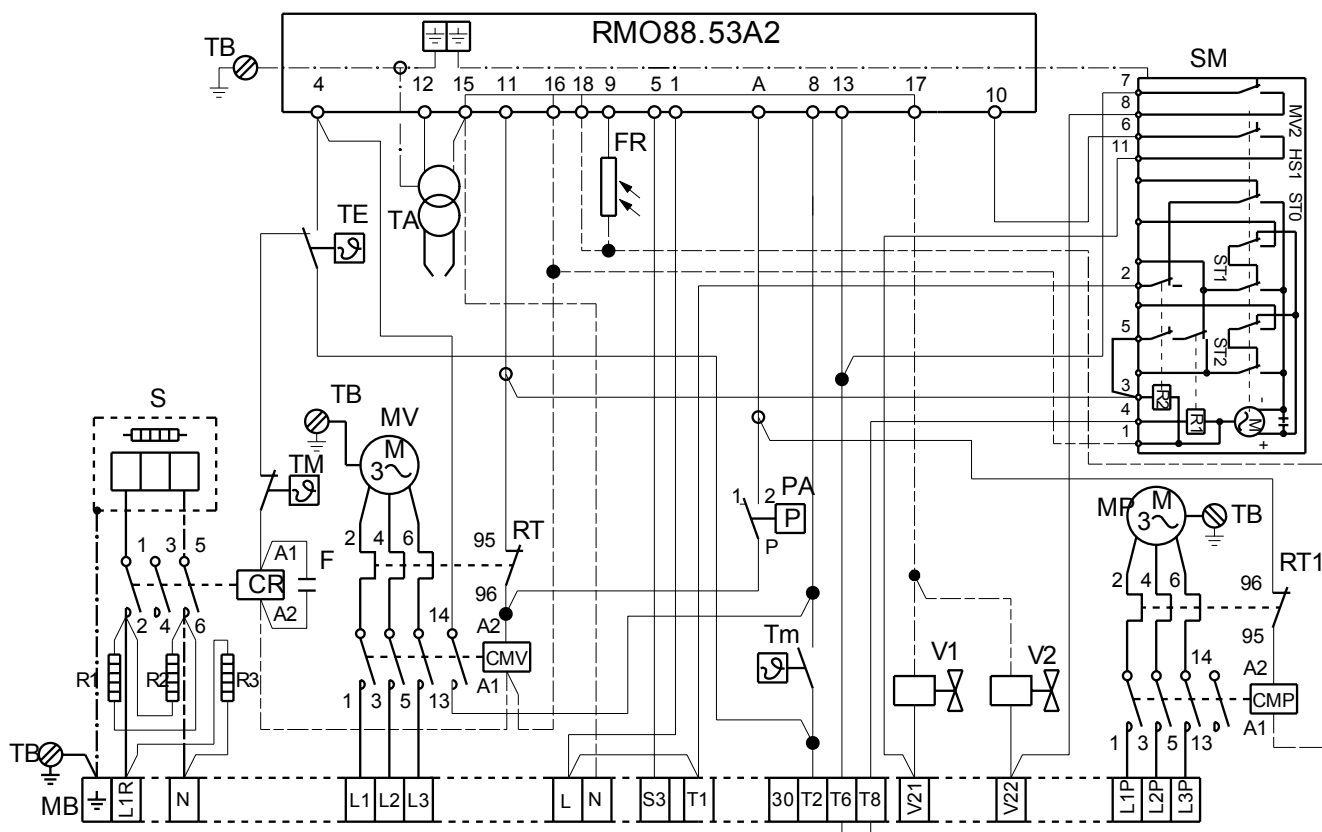 RMO88.53A2
TB
SM
4 12 15 11 16 18 9 5 1 A 8 13 17 10
7
8
6
11
2
5
3
4
1
MV2
HS1
ST0
ST1
ST2
R2
R1
M
-
+
FR
TE
TA
S
TB
MV
M
3
TM
1 2 PA
P
P
MP
M
3
TB
2 4 6
95
RT
96
1 3 5
A1
F
CR
A2
2 4 6
14
A2
CMV
A1
2 4 6
RT1
96
95
R1
R2
R3
Tm
V1
V2
14
A2
CMP
A1
1 3 5 13
1 3 5 13
TB
MB
L1R
N
L1
L2
L3
L
N
S3
T1
30
T2
T6
T8
V21
V22
L1P
L2P
L3P